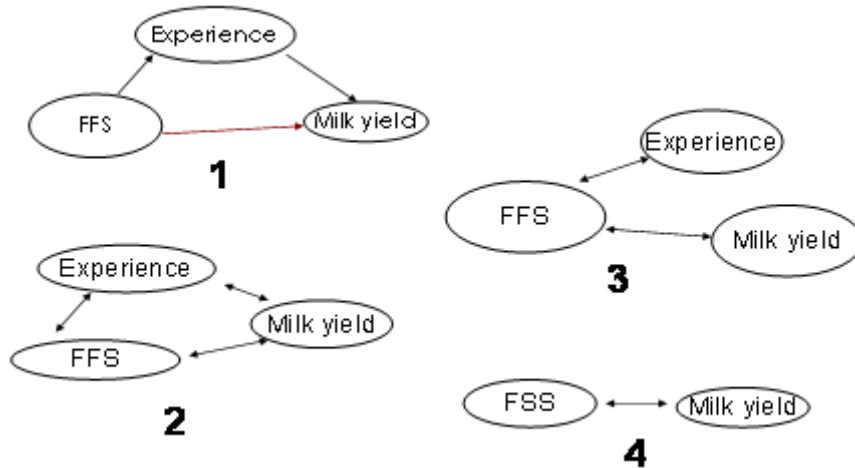 Experience
FFS
Milk yield
1
Experience
FFS
Milk yield
3
Experience
Milk yield
FFS
2
FSS
Milk yield
4